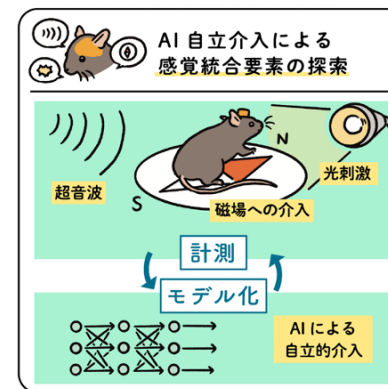 AI自立介入による
感覚統合要素の探索
超音波
N
光刺激
S
磁場への介入
計測
モデル化
AIによる
自立的介入